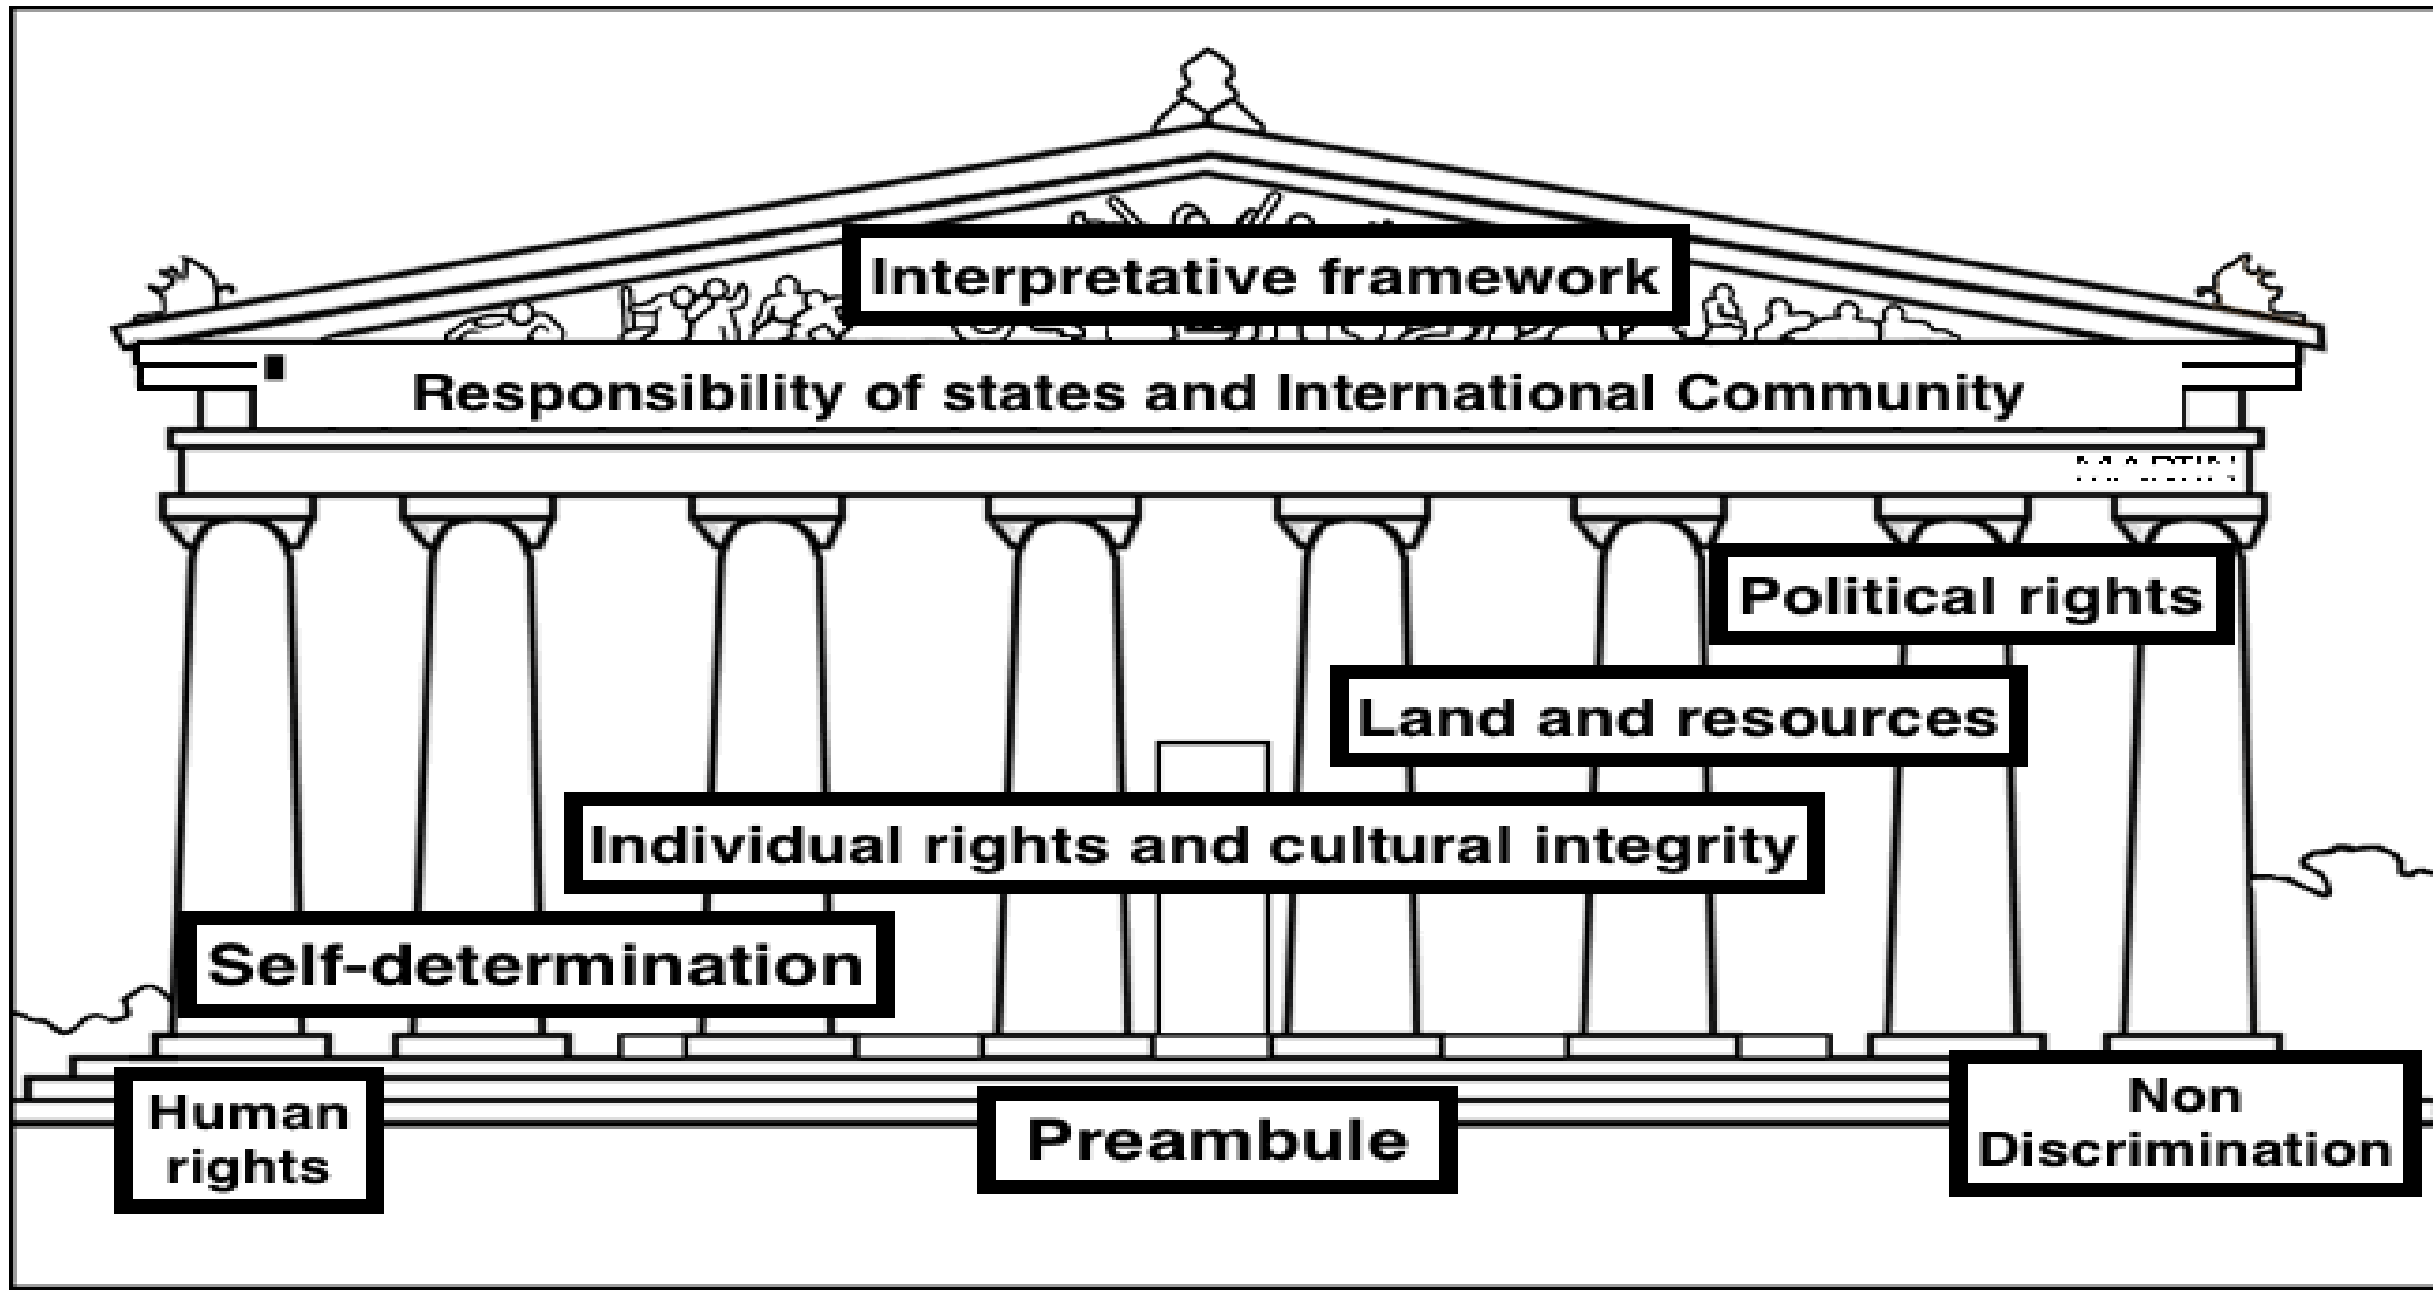 Interpretative framework
Responsibility of states and International Community
Political rights
Land and resources
Individual rights and cultural integrity
Self-determination
Human
rights
Preambule
Non
Discrimination